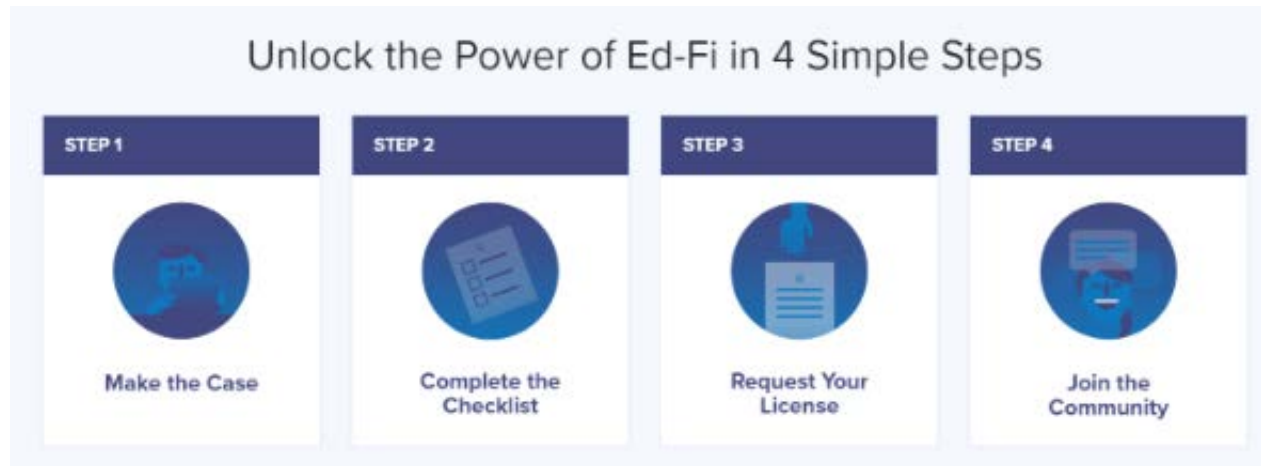 Unlock the Power of Ed-Fi in 4 Simple Steps
STEP 1
Make the Case
STEP 2
Complete the
Checklist
STEP 3
Request Your
License
STEP 4
Join the
Community